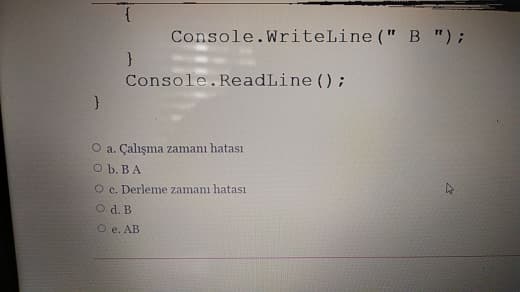 {
Console.WriteLine(" B ");
}
Console.ReadLine();
}
a. Çalışma zamanı hatası
b. B A
c. Derleme zamanı hatası
d. B
e. AB